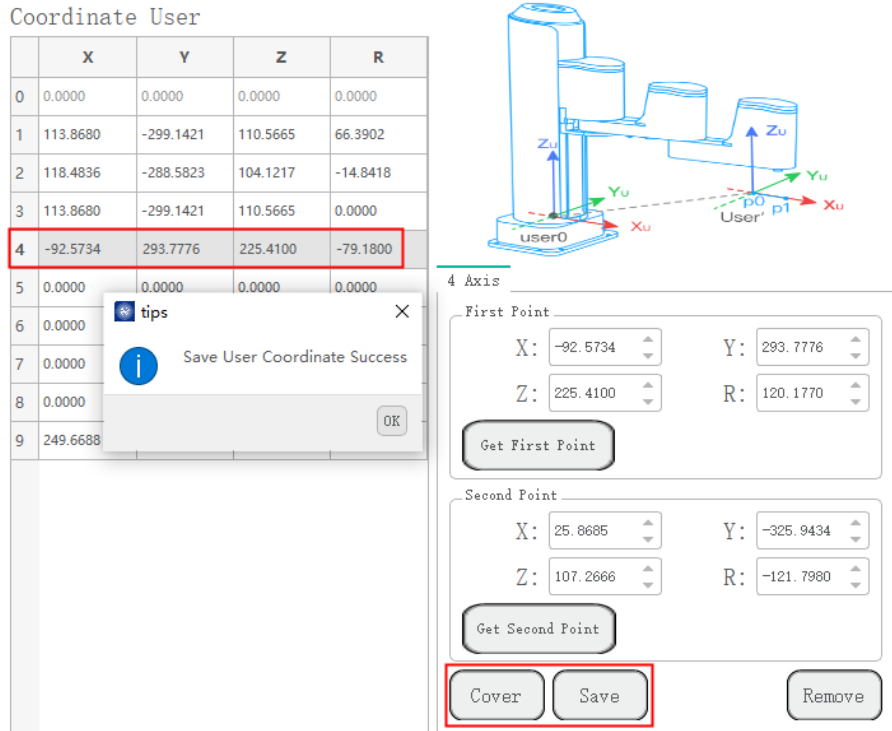 Coordinate User
X Y Z R
0 0.0000 0.0000 0.0000 0.0000
1 113.8680 -299.1421 110.5665 66.3902
2 118.4836 -288.5823 104.1217 -14.8418
3 113.8680 -299.1421 110.5665 0.0000
4 -92.5734 293.7776 225.4100 -79.1800
5 0.0000 0.0000 0.0000 0.0000
6 0.0000
7 0.0000
8 0.0000
9 249.6688
tips
Save User Coordinate Success
OK
Zu
Yu
Xu
user0
Zu
Yu
Xu
p0 p1
User'
4 Axis
First Point
X: -92.5734 Y: 293.7776
Z: 225.4100 R: 120.1770
Get First Point
Second Point
X: 25.8685 Y: -325.9434
Z: 107.2666 R: -121.7980
Get Second Point
Cover Save Remove